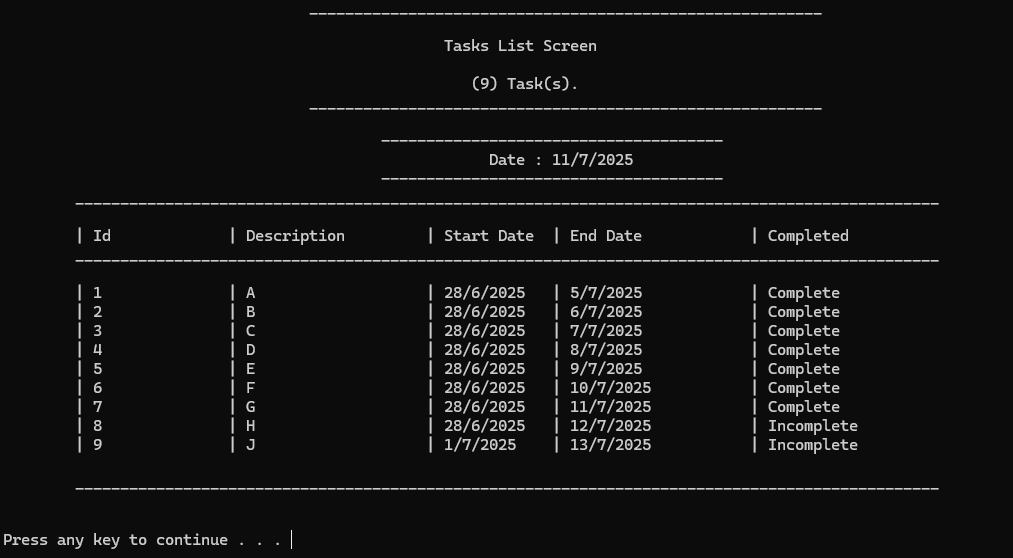 Tasks List Screen
(9) Task(s).
Date : 11/7/2025
| Id | Description | Start Date | End Date | Completed
| 1 | A | 28/6/2025 | 5/7/2025 | Complete
| 2 | B | 28/6/2025 | 6/7/2025 | Complete
| 3 | C | 28/6/2025 | 7/7/2025 | Complete
| 4 | D | 28/6/2025 | 8/7/2025 | Complete
| 5 | E | 28/6/2025 | 9/7/2025 | Complete
| 6 | F | 28/6/2025 | 10/7/2025 | Complete
| 7 | G | 28/6/2025 | 11/7/2025 | Complete
| 8 | H | 28/6/2025 | 12/7/2025 | Incomplete
| 9 | J | 1/7/2025 | 13/7/2025 | Incomplete
Press any key to continue . . .